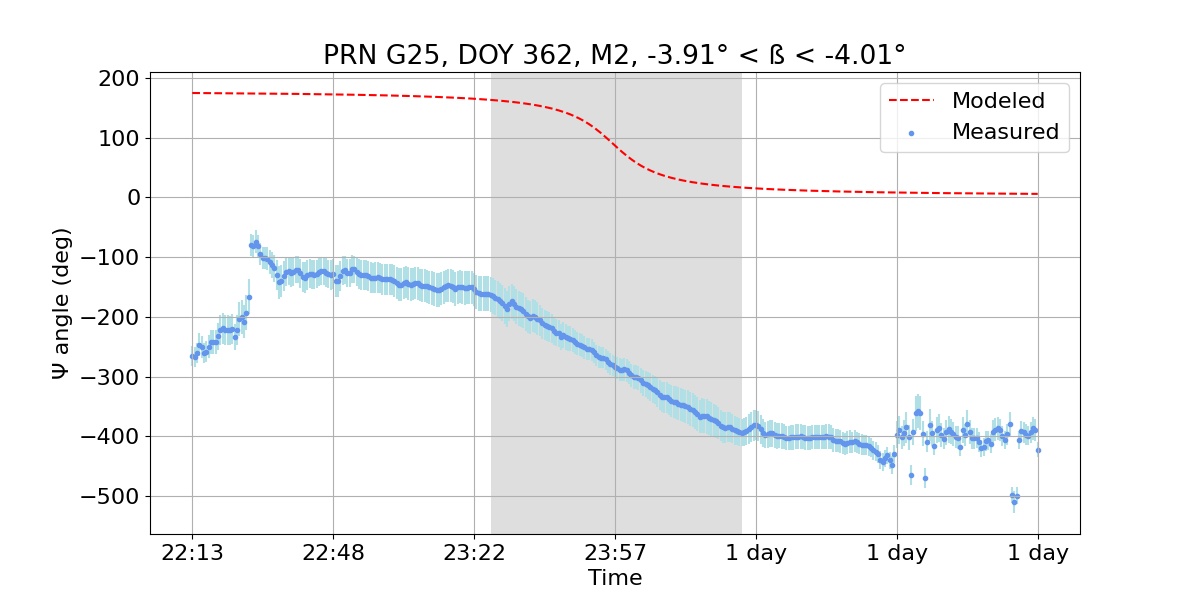 PRN G25, DOY 362, M2, -3.91° < ß < -4.01°
200
100
0
−100
−200
−300
−400
−500
Ψ angle (deg)
Modeled
Measured
22:13 22:48 23:22 23:57 1 day 1 day 1 day
Time